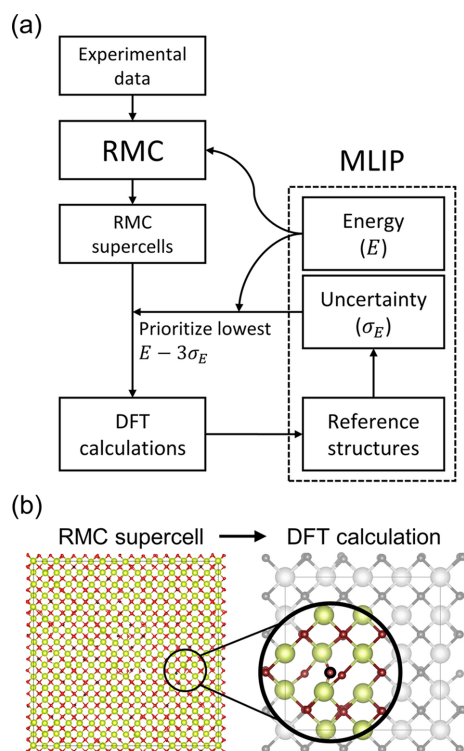 (a)
Experimental
data
RMC
RMC
supercells
MLIP
Energy
(E)
Uncertainty
(σ_E)
Prioritize lowest
E − 3σ_E
DFT
calculations
Reference
structures
(b)
RMC supercell
DFT calculation